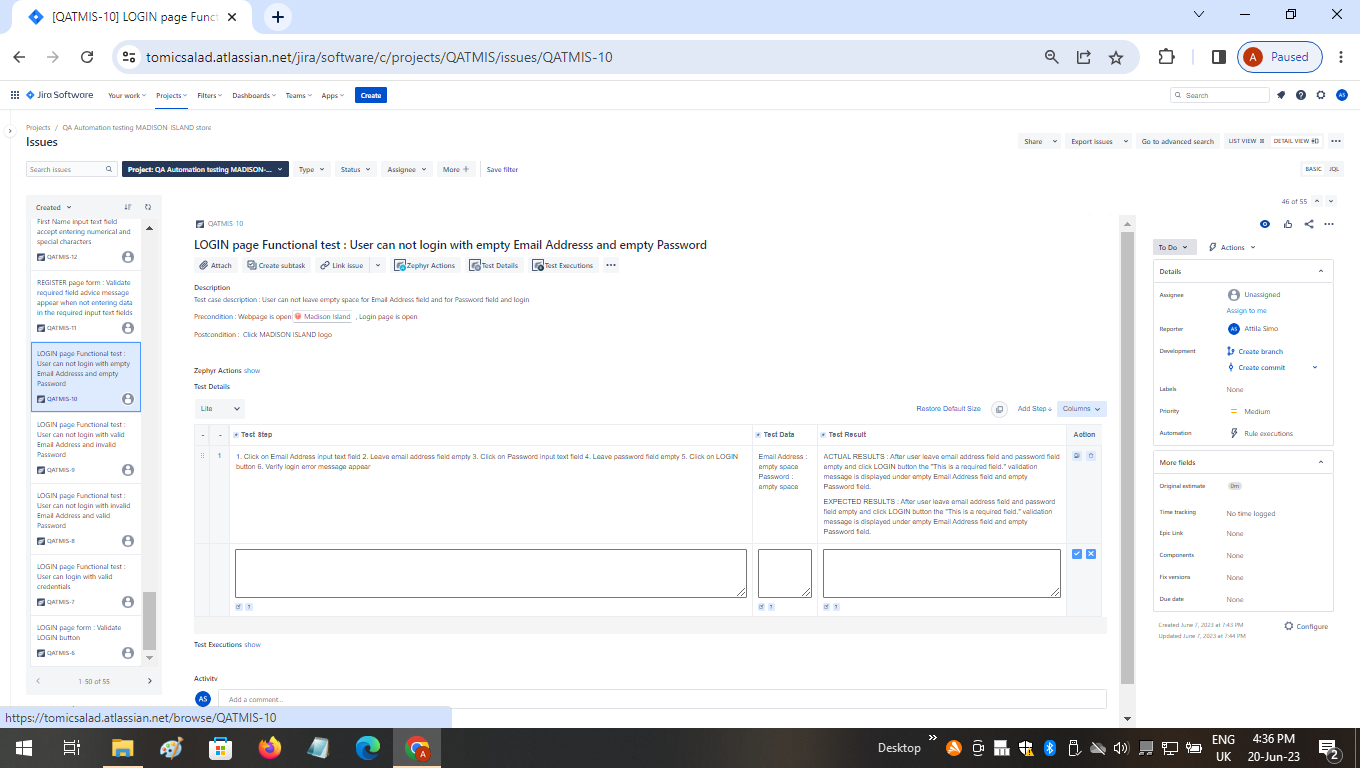 [QATMIS-10] LOGIN page Funct
tomicsalad.atlassian.net/jira/software/c/projects/QATMIS/issues/QATMIS-10
A Paused
Jira Software Your work Projects Filters Dashboards Teams Apps Create Search AS
Projects / QA Automation testing MADISON ISLAND store
Issues
Share Export issues Go to advanced search LIST VIEW DETAIL VIEW
Search issues Project: QA Automation testing MADISON-... Type Status Assignee More + Save filter BASIC JQL
Created
First Name input text field
accept entering numerical and
special characters
QATMIS-12
REGISTER page form : Validate
required field advice message
appear when not entering data
in the required input text fields
QATMIS-11
LOGIN page Functional test :
User can not login with empty
Email Addresss and empty
Password
QATMIS-10
LOGIN page Functional test :
User can not login with valid
Email Address and invalid
Password
QATMIS-9
LOGIN page Functional test :
User can not login with invalid
Email Address and valid
Password
QATMIS-8
LOGIN page Functional test :
User can login with valid
credentials
QATMIS-7
LOGIN page form : Validate
LOGIN button
QATMIS-6
1-50 of 55
46 of 55
QATMIS-10
LOGIN page Functional test : User can not login with empty Email Addresss and empty Password
Attach Create subtask Link issue Zephyr Actions Test Details Test Executions
Description
Test case description : User can not leave empty space for Email Address field and for Password field and login
Precondition : Webpage is open Madison Island , Login page is open
Postcondition : Click MADISON ISLAND logo
Zephyr Actions show
Test Details
Lite Restore Default Size Add Step Columns
- - Test Step Test Data Test Result Action
1 1. Click on Email Address input text field 2. Leave email address field empty 3. Click on Password input text field 4. Leave password field empty 5. Click on LOGIN
button 6. Verify login error message appear
Email Address :
empty space
Password :
empty space
ACTUAL RESULTS : After user leave email address field and password field
empty and click LOGIN button the "This is a required field." validation
message is displayed under empty Email Address field and empty
Password field.
EXPECTED RESULTS : After user leave email address field and password
field empty and click LOGIN button the "This is a required field." validation
message is displayed under empty Email Address field and empty
Password field.
Test Executions show
Activity
AS Add a comment...
To Do Actions
Details
Assignee Unassigned
Assign to me
Reporter AS Attila Simo
Development Create branch
Create commit
Labels None
Priority Medium
Automation Rule executions
More fields
Original estimate 0m
Time tracking No time logged
Epic Link None
Components None
Fix versions None
Due date None
Created June 7, 2023 at 7:43 PM
Updated June 7, 2023 at 7:44 PM
Configure
https://tomicsalad.atlassian.net/browse/QATMIS-10
Desktop
ENG
UK
4:36 PM
20-Jun-23
2